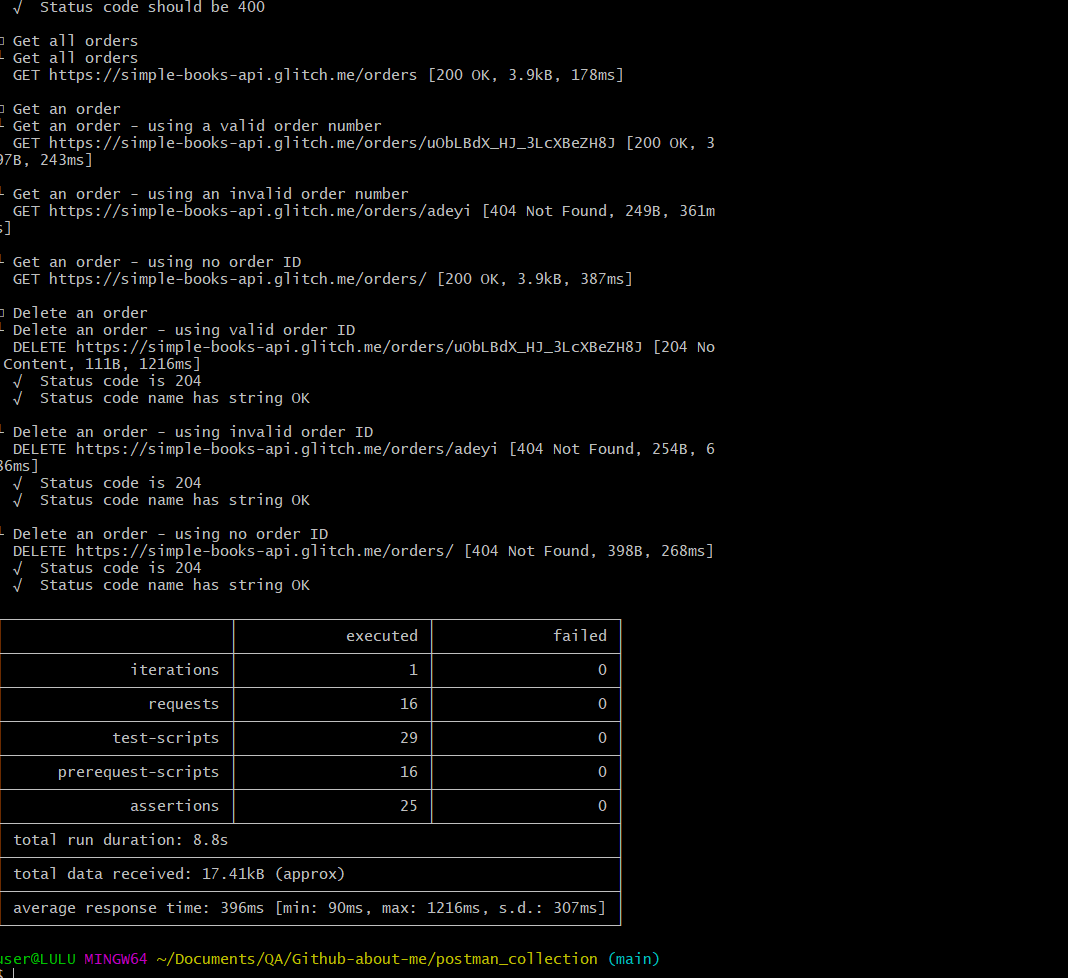 √ Status code should be 400
Get all orders
Get all orders
GET https://simple-books-api.glitch.me/orders [200 OK, 3.9kB, 178ms]
Get an order
Get an order - using a valid order number
GET https://simple-books-api.glitch.me/orders/uObLBdX_HJ_3LcXBeZH8J [200 OK, 3
97B, 243ms]
Get an order - using an invalid order number
GET https://simple-books-api.glitch.me/orders/adeyi [404 Not Found, 249B, 361m
s]
Get an order - using no order ID
GET https://simple-books-api.glitch.me/orders/ [200 OK, 3.9kB, 387ms]
Delete an order
Delete an order - using valid order ID
DELETE https://simple-books-api.glitch.me/orders/uObLBdX_HJ_3LcXBeZH8J [204 No
Content, 111B, 1216ms]
√ Status code is 204
√ Status code name has string OK
Delete an order - using invalid order ID
DELETE https://simple-books-api.glitch.me/orders/adeyi [404 Not Found, 254B, 6
36ms]
√ Status code is 204
√ Status code name has string OK
Delete an order - using no order ID
DELETE https://simple-books-api.glitch.me/orders/ [404 Not Found, 398B, 268ms]
√ Status code is 204
√ Status code name has string OK
executed failed
iterations 1 0
requests 16 0
test-scripts 29 0
prerequest-scripts 16 0
assertions 25 0
total run duration: 8.8s
total data received: 17.41kB (approx)
average response time: 396ms [min: 90ms, max: 1216ms, s.d.: 307ms]
user@LULU MINGW64 ~/Documents/QA/Github-about-me/postman_collection (main)
$